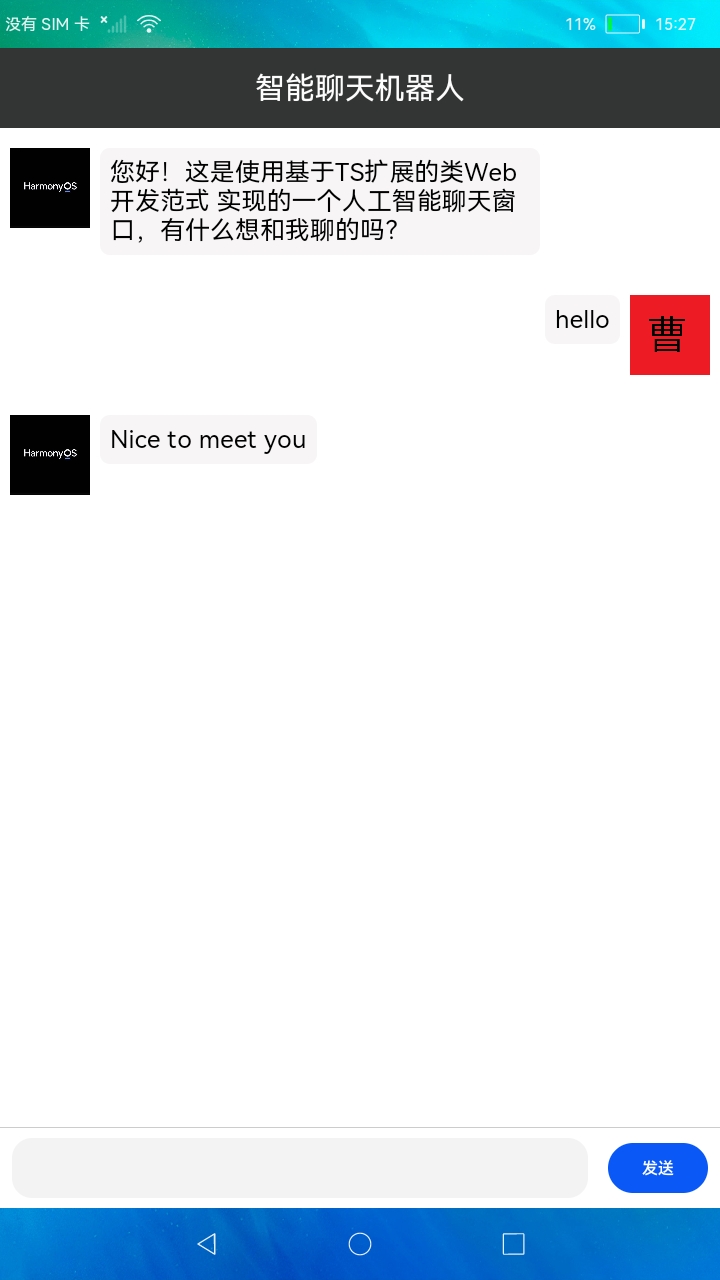 没有 SIM 卡 11% 15:27
智能聊天机器人
HarmonyOS
您好！这是使用基于TS扩展的类Web
开发范式 实现的一个人工智能聊天窗
口，有什么想和我聊的吗？
hello
曹
HarmonyOS
Nice to meet you
发送